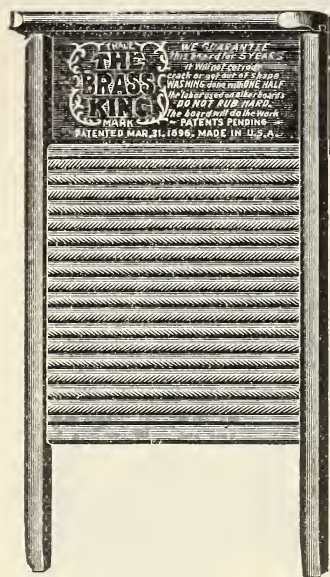 TRADE
THE
BRASS
KING
MARK
WE GUARANTEE
this board for 5 YEARS
it Will not corrode
crack or get out of shape
WASHING done with ONE HALF
the labor used on other boards
DO NOT RUB HARD.
The board will do the Work
PATENTS PENDING
PATENTED MAR. 31. 1896. MADE IN U.S.A.